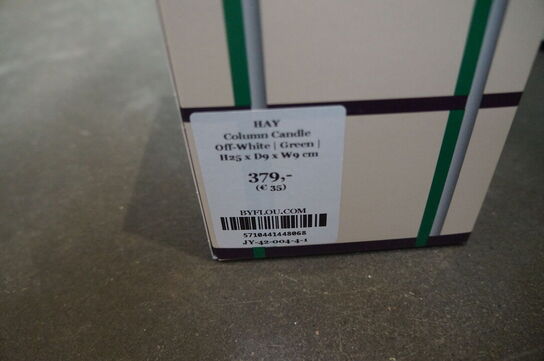 HAY
Column Candle
Off-White | Green |
H25 x D9 x W9 cm
379,-
(€ 35)
BYFLOU.COM
5710441448068
JY-42-004-4-1